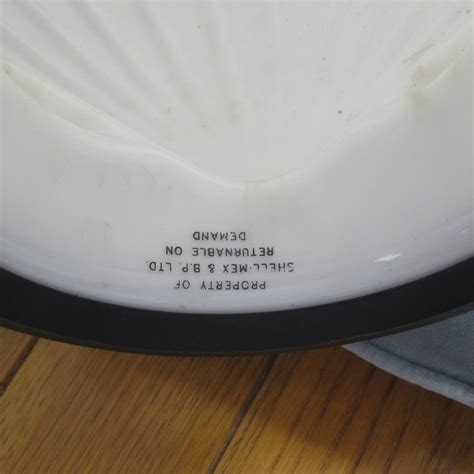 PROPERTY OF
SHELL-MEX & B.P. LTD.
RETURNABLE ON
DEMAND